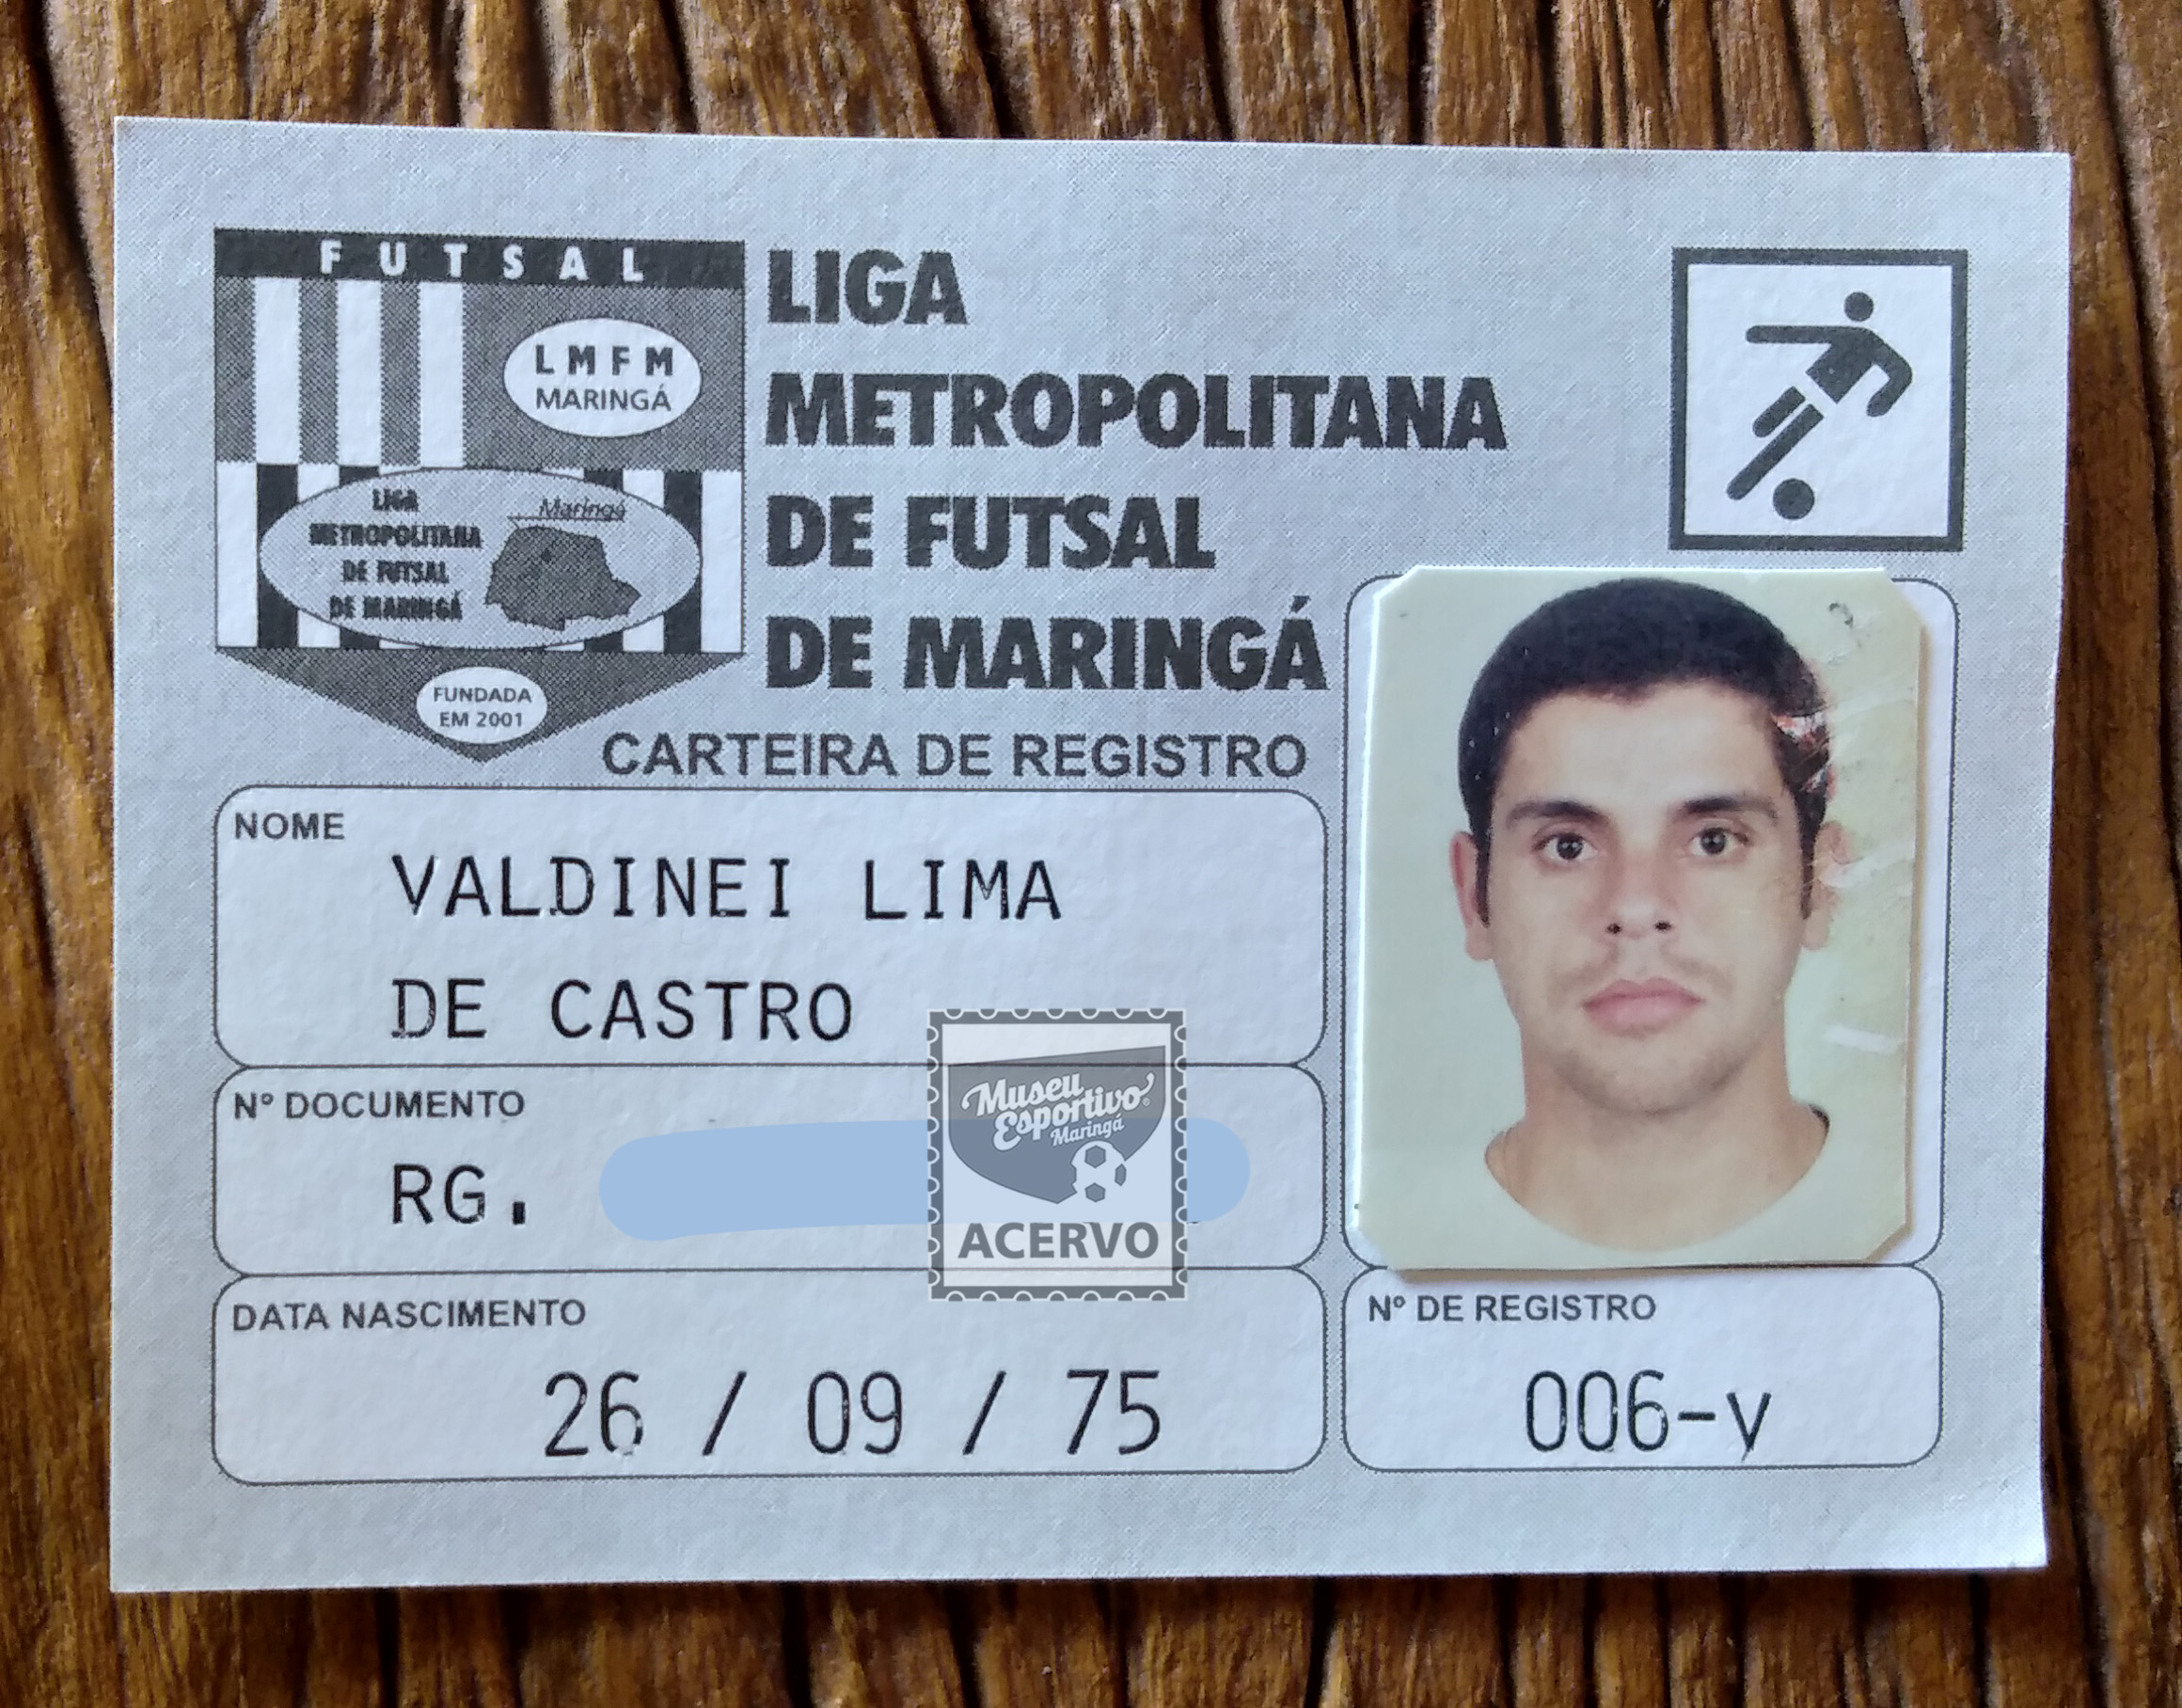 FUTSAL
LMFM
MARINGÁ
LIGA
METROPOLITANA
DE FUTSAL
DE MARINGÁ
Maringá
FUNDADA
EM 2001
LIGA
METROPOLITANA
DE FUTSAL
DE MARINGÁ
CARTEIRA DE REGISTRO
NOME
VALDINEI LIMA
DE CASTRO
Nº DOCUMENTO
RG.
Museu
Esportivo
Maringá
ACERVO
DATA NASCIMENTO
26 / 09 / 75
Nº DE REGISTRO
006-v